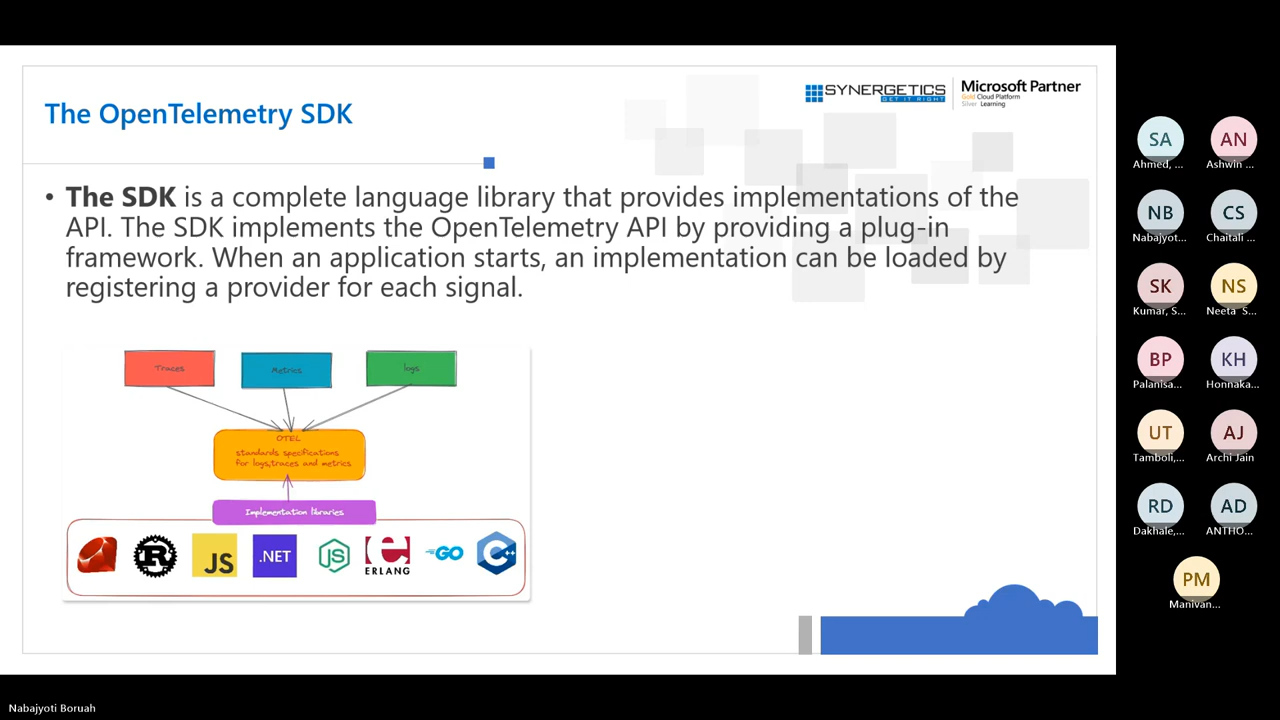 The OpenTelemetry SDK
SYNERGETICS
GET IT RIGHT
Microsoft Partner
Gold Cloud Platform
Silver Learning
• The SDK is a complete language library that provides implementations of the
API. The SDK implements the OpenTelemetry API by providing a plug-in
framework. When an application starts, an implementation can be loaded by
registering a provider for each signal.
Traces
Metrics
logs
OTEL
standards specifications
for logs,traces and metrics
Implementation libraries
R
JS
.NET
JS
e
ERLANG
GO
C++
SA
Ahmed, ...
AN
Ashwin ...
NB
Nabajyot...
CS
Chaitali ...
SK
Kumar, S...
NS
Neeta S...
BP
Palanisa...
KH
Honnaka...
UT
Tamboli,...
AJ
Archi Jain
RD
Dakhale,...
AD
ANTHO...
PM
Manivan...
Nabajyoti Boruah